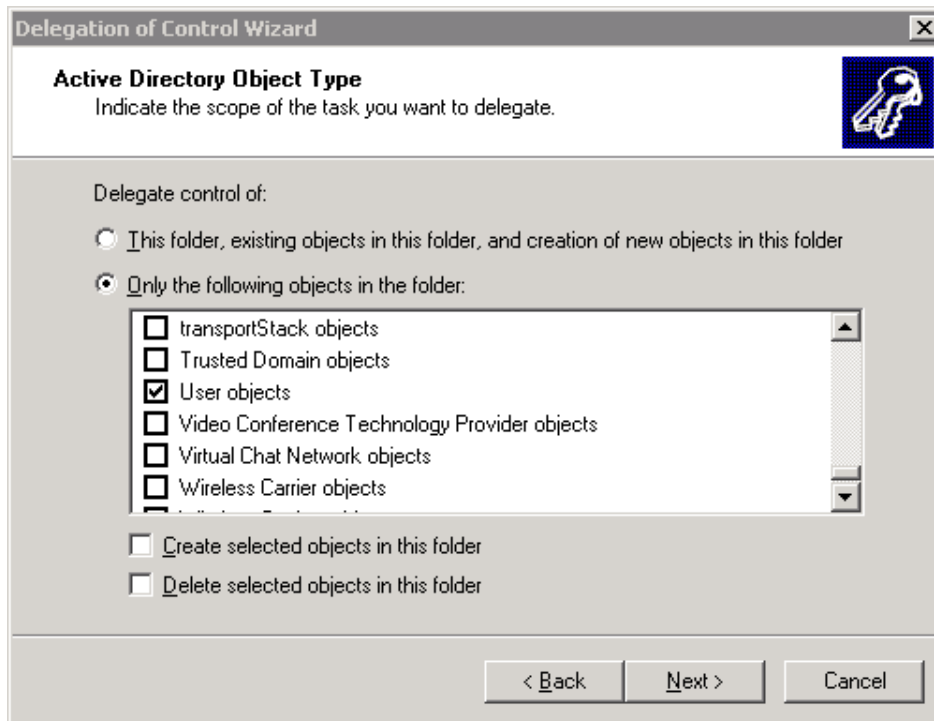 Delegation of Control Wizard
Active Directory Object Type
Indicate the scope of the task you want to delegate.
Delegate control of:
This folder, existing objects in this folder, and creation of new objects in this folder
Only the following objects in the folder:
transportStack objects
Trusted Domain objects
User objects
Video Conference Technology Provider objects
Virtual Chat Network objects
Wireless Carrier objects
Create selected objects in this folder
Delete selected objects in this folder
< Back
Next >
Cancel